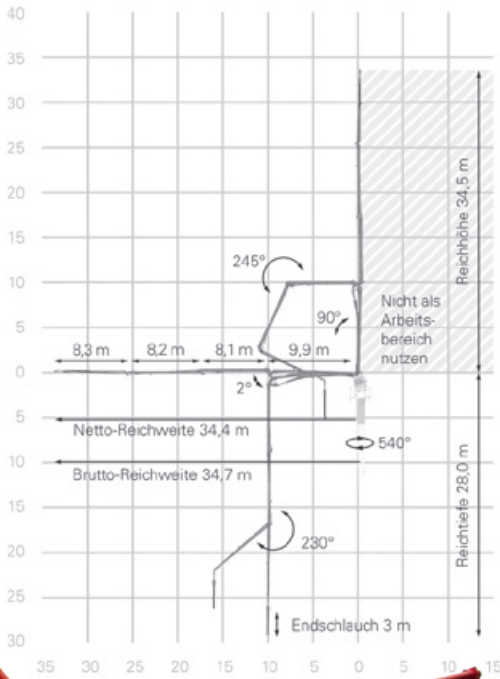 40
35
30
25
20
15
10
5
0
5
10
15
20
25
30
Reichhöhe 34,5 m
245°
90°
Nicht als
Arbeits-
bereich
nutzen
8,3 m
8,2 m
8,1 m
9,9 m
2°
Netto-Reichweite 34,4 m
540°
Brutto-Reichweite 34,7 m
Reichtiefe 28,0 m
230°
Endschlauch 3 m
35 30 25 20 15 10 5 0 5 10 15